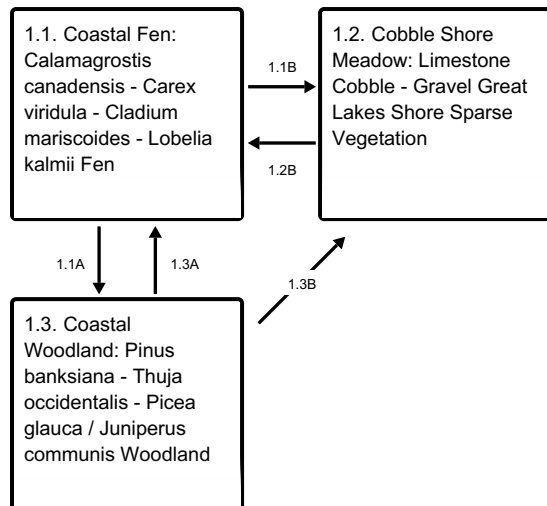 1.1. Coastal Fen:
Calamagrostis
canadensis - Carex
viridula - Cladium
mariscoides - Lobelia
kalmii Fen
1.1B
1.2B
1.2. Cobble Shore
Meadow: Limestone
Cobble - Gravel Great
Lakes Shore Sparse
Vegetation
1.1A
1.3A
1.3B
1.3. Coastal
Woodland: Pinus
banksiana - Thuja
occidentalis - Picea
glauca / Juniperus
communis Woodland